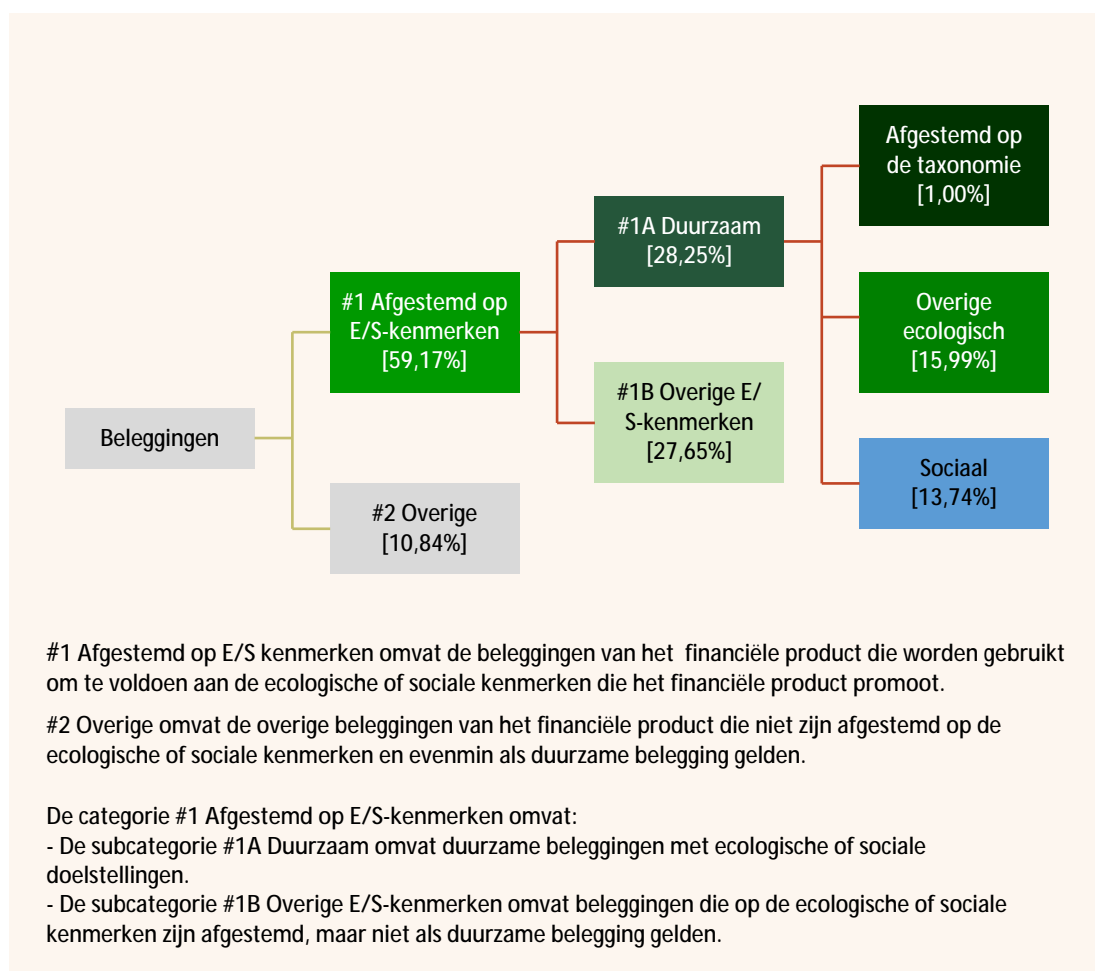 Beleggingen
#1 Afgestemd op
E/S-kenmerken
[59,17%]
#2 Overige
[10,84%]
#1A Duurzaam
[28,25%]
#1B Overige E/
S-kenmerken
[27,65%]
Afgestemd op
de taxonomie
[1,00%]
Overige
ecologisch
[15,99%]
Sociaal
[13,74%]
#1 Afgestemd op E/S kenmerken omvat de beleggingen van het financiële product die worden gebruikt
om te voldoen aan de ecologische of sociale kenmerken die het financiële product promoot.
#2 Overige omvat de overige beleggingen van het financiële product die niet zijn afgestemd op de
ecologische of sociale kenmerken en evenmin als duurzame belegging gelden.
De categorie #1 Afgestemd op E/S-kenmerken omvat:
- De subcategorie #1A Duurzaam omvat duurzame beleggingen met ecologische of sociale
doelstellingen.
- De subcategorie #1B Overige E/S-kenmerken omvat beleggingen die op de ecologische of sociale
kenmerken zijn afgestemd, maar niet als duurzame belegging gelden.